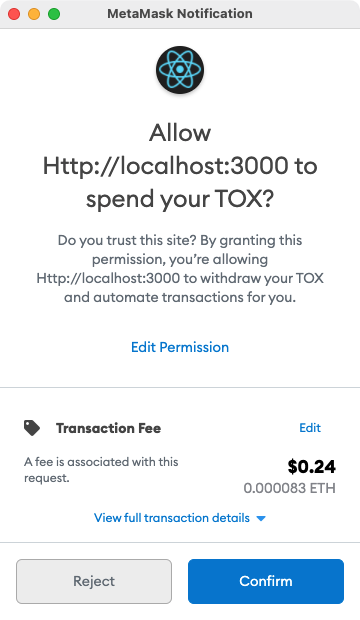 MetaMask Notification
Allow
Http://localhost:3000 to
spend your TOX?
Do you trust this site? By granting this
permission, you're allowing
Http://localhost:3000 to withdraw your TOX
and automate transactions for you.
Edit Permission
Transaction Fee
Edit
A fee is associated with this
request.
$0.24
0.000083 ETH
View full transaction details
Reject
Confirm